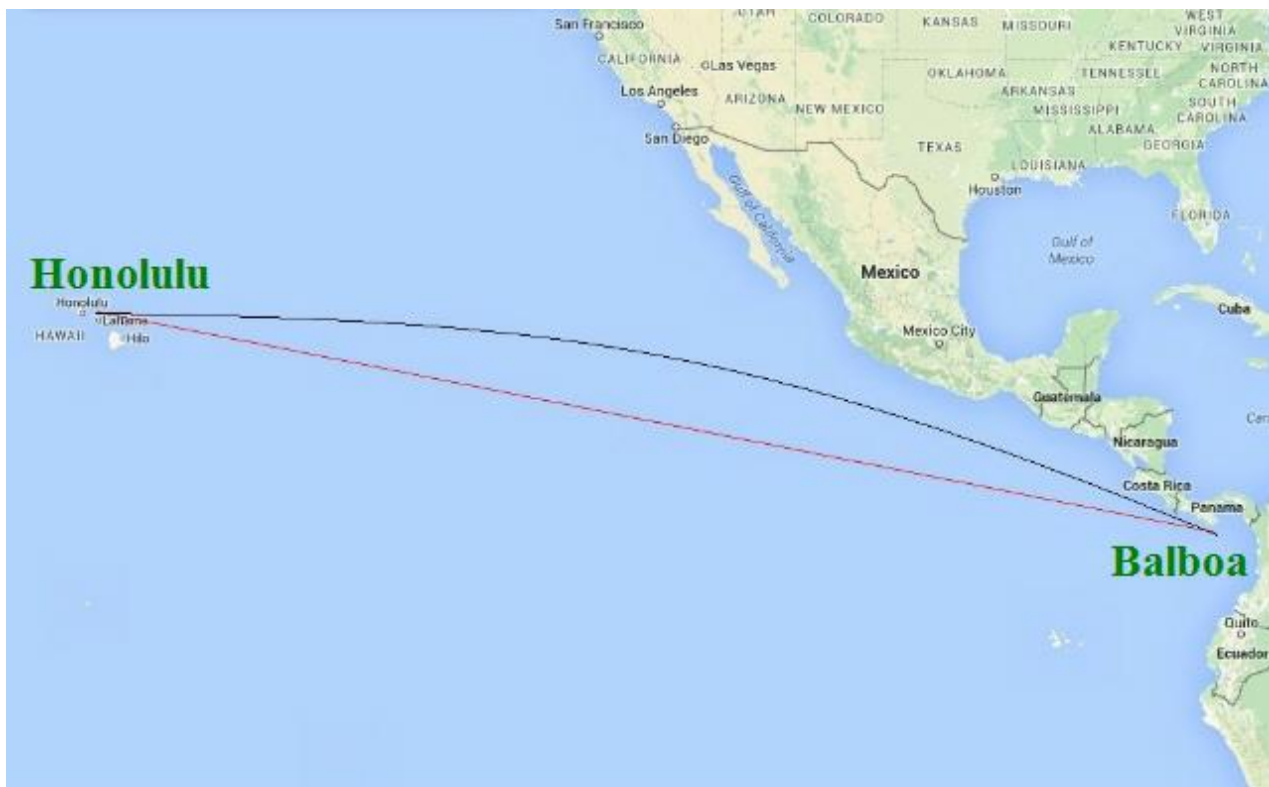 UTAH
COLORADO
KANSAS
MISSOURI
WEST
VIRGINIA
San Francisco
KENTUCKY
VIRGINIA
CALIFORNIA
Las Vegas
OKLAHOMA
TENNESSEE
NORTH
CAROLINA
Los Angeles
ARIZONA
NEW MEXICO
ARKANSAS
MISSISSIPPI
SOUTH
CAROLINA
San Diego
ALABAMA
GEORGIA
TEXAS
LOUISIANA
Gulf of California
Houston
FLORIDA
Gulf of
Mexico
Honolulu
Mexico
Honolulu
Cuba
HAWAII
Hilo
Mexico City
Guatemala
Nicaragua
Costa Rica
Panama
Balboa
Quito
Ecuador